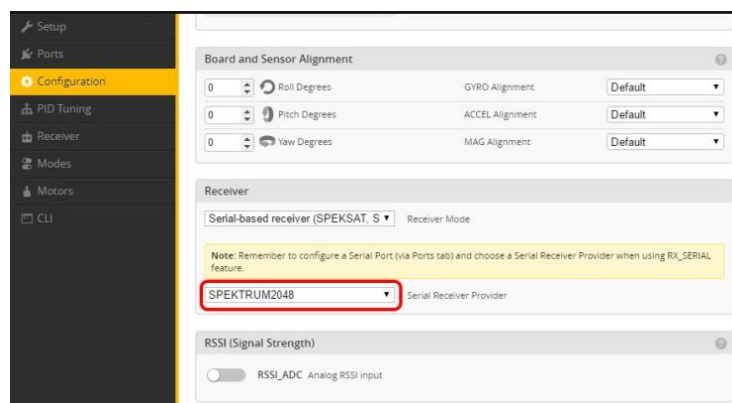 Setup
Ports
Configuration
PID Tuning
Receiver
Modes
Motors
CLI
Board and Sensor Alignment
0 Roll Degrees GYRO Alignment Default
0 Pitch Degrees ACCEL Alignment Default
0 Yaw Degrees MAG Alignment Default
Receiver
Serial-based receiver (SPEKSAT, S Receiver Mode
Note: Remember to configure a Serial Port (via Ports tab) and choose a Serial Receiver Provider when using RX_SERIAL
feature.
SPEKTRUM2048 Serial Receiver Provider
RSSI (Signal Strength)
RSSI_ADC Analog RSSI input